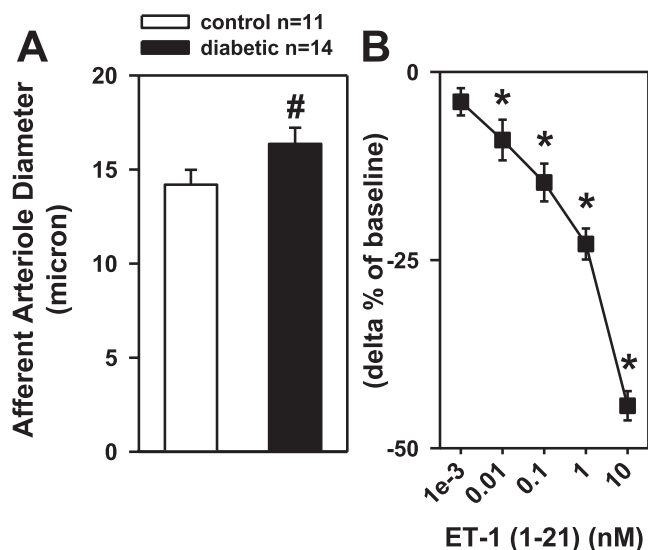 A
control n=11
diabetic n=14
Afferent Arteriole Diameter
(micron)
20
15
10
5
0
#
B
(delta % of baseline)
0
-25
-50
*
*
*
*
1e-3
0.01
0.1
1
10
ET-1 (1-21) (nM)